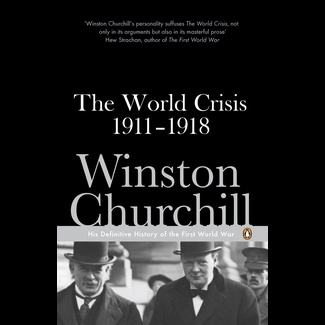 'Winston Churchill's personality suffuses The World Crisis, not
only in its arguments but also in its masterful prose'
Hew Strachan, author of The First World War
The World Crisis
1911–1918
Winston
Churchill
His Definitive History of the First World War